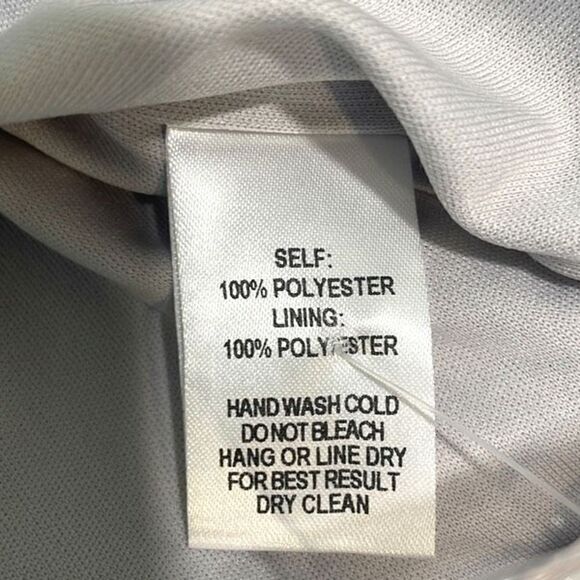 SELF:
100% POLYESTER
LINING:
100% POLYESTER
HAND WASH COLD
DO NOT BLEACH
HANG OR LINE DRY
FOR BEST RESULT
DRY CLEAN